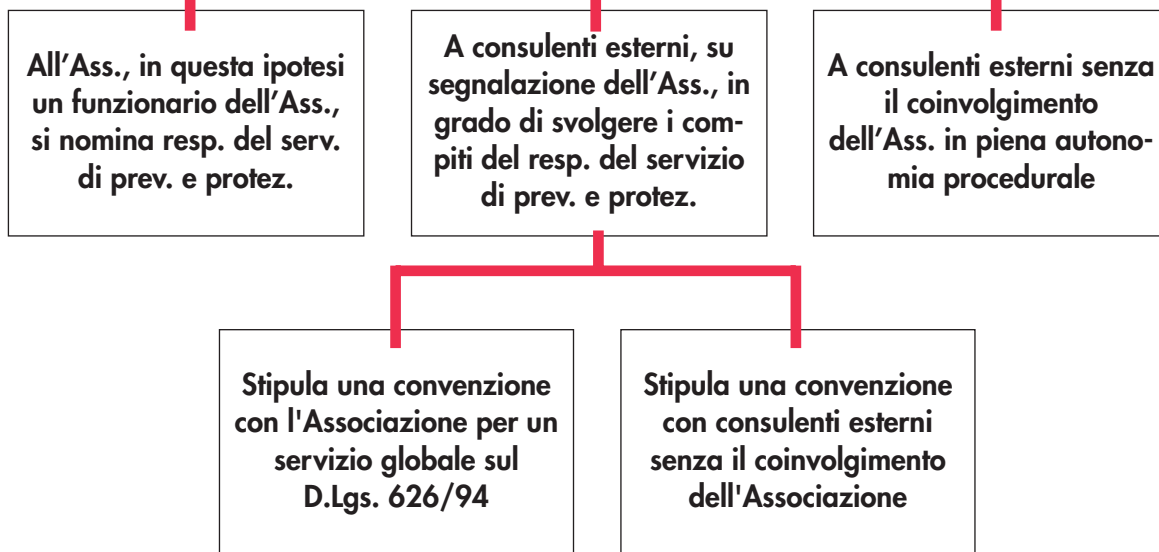 All'Ass., in questa ipotesi
un funzionario dell'Ass.,
si nomina resp. del serv.
di prev. e protez.
A consulenti esterni, su
segnalazione dell'Ass., in
grado di svolgere i com-
piti del resp. del servizio
di prev. e protez.
A consulenti esterni senza
il coinvolgimento
dell'Ass. in piena autono-
mia procedurale
Stipula una convenzione
con l'Associazione per un
servizio globale sul
D.Lgs. 626/94
Stipula una convenzione
con consulenti esterni
senza il coinvolgimento
dell'Associazione